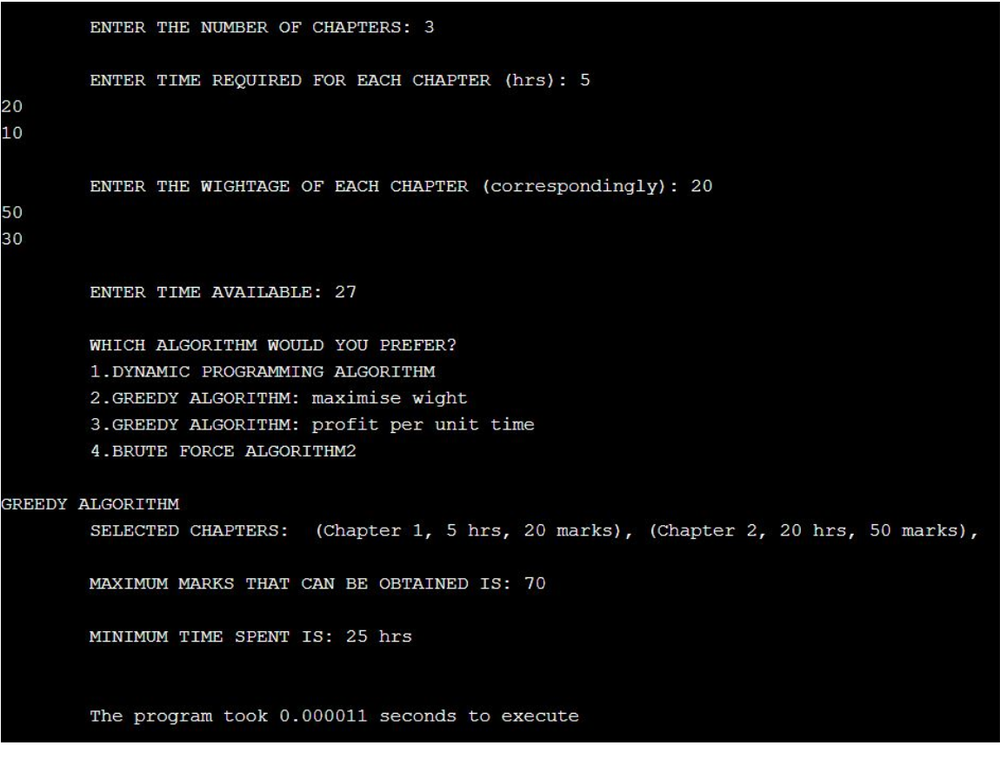 ENTER THE NUMBER OF CHAPTERS: 3
ENTER TIME REQUIRED FOR EACH CHAPTER (hrs): 5
20
10
ENTER THE WIGHTAGE OF EACH CHAPTER (correspondingly): 20
50
30
ENTER TIME AVAILABLE: 27
WHICH ALGORITHM WOULD YOU PREFER?
1.DYNAMIC PROGRAMMING ALGORITHM
2.GREEDY ALGORITHM: maximise wight
3.GREEDY ALGORITHM: profit per unit time
4.BRUTE FORCE ALGORITHM2
GREEDY ALGORITHM
SELECTED CHAPTERS:  (Chapter 1, 5 hrs, 20 marks), (Chapter 2, 20 hrs, 50 marks),
MAXIMUM MARKS THAT CAN BE OBTAINED IS: 70
MINIMUM TIME SPENT IS: 25 hrs
The program took 0.000011 seconds to execute